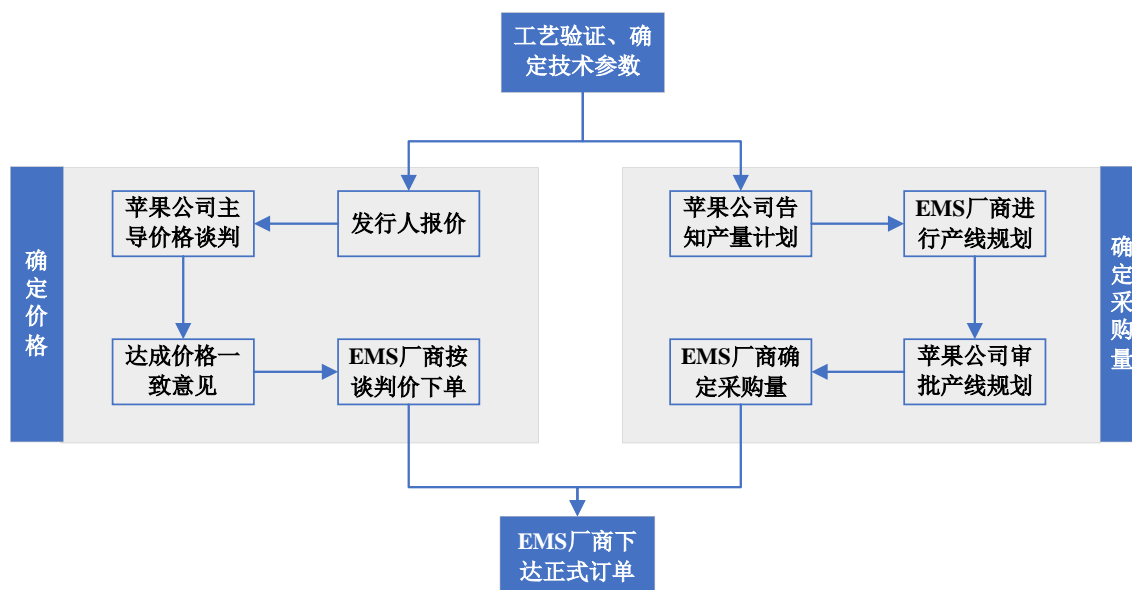 工艺验证、确
定技术参数
确
定
价
格
苹果公司主
导价格谈判
发行人报价
达成价格一
致意见
EMS厂商按
谈判价下单
苹果公司告
知产量计划
EMS厂商进
行产线规划
EMS厂商确
定采购量
苹果公司审
批产线规划
确
定
采
购
量
EMS厂商下
达正式订单